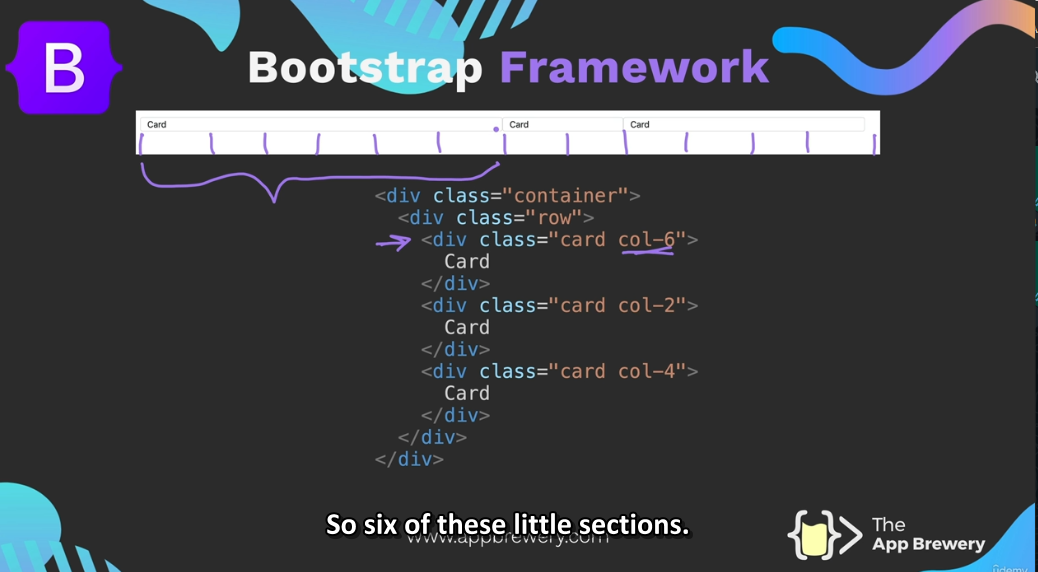 B
Bootstrap Framework
Card Card Card
<div class="container">
<div class="row">
<div class="card col-6">
Card
</div>
<div class="card col-2">
Card
</div>
<div class="card col-4">
Card
</div>
</div>
</div>
So six of these little sections.
www.appbrewery.com
The
App Brewery
ûdemy